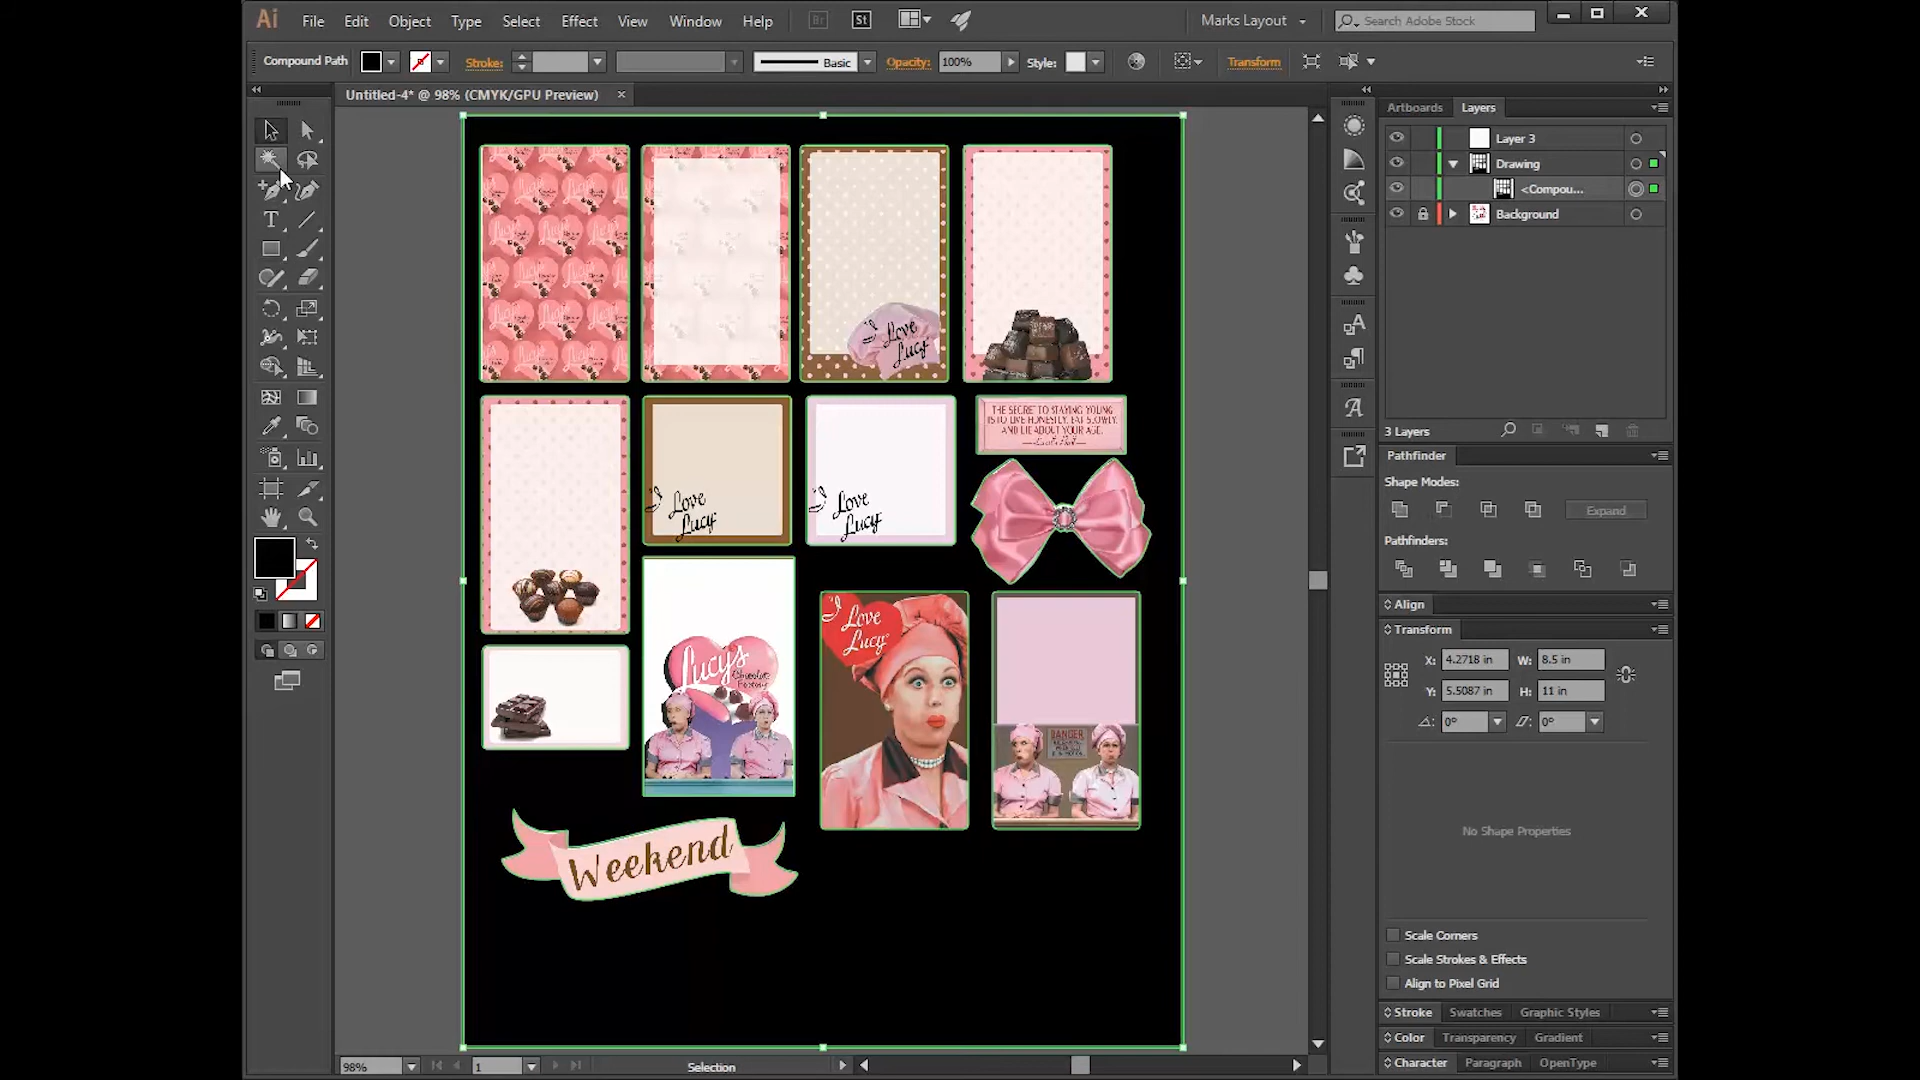 Ai File Edit Object Type Select Effect View Window Help Br St Marks Layout Search Adobe Stock
Compound Path Stroke: Basic Opacity: 100% Style: Transform
Untitled-4* @ 98% (CMYK/GPU Preview)
Artboards Layers
Layer 3
Drawing
<Compou...
Background
3 Layers
Pathfinder
Shape Modes:
Expand
Pathfinders:
Align
Transform
X: 4.2718 in W: 8.5 in
Y: 5.5087 in H: 11 in
0° 0°
No Shape Properties
Scale Corners
Scale Strokes & Effects
Align to Pixel Grid
Stroke Swatches Graphic Styles
Color Transparency Gradient
Character Paragraph OpenType
I Love Lucy
THE SECRET TO STAYING YOUNG
IS TO LIVE HONESTLY, EAT SLOWLY,
AND LIE ABOUT YOUR AGE.
I Love Lucy
I Love Lucy
Lucy's
Chocolate
Factory
I Love
Lucy
DANGER
Weekend
98% 1 Selection